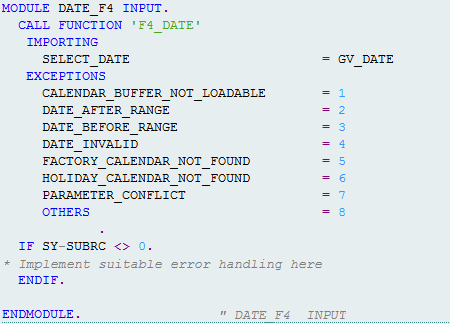 MODULE DATE_F4 INPUT.
CALL FUNCTION 'F4_DATE'
IMPORTING
SELECT_DATE = GV_DATE
EXCEPTIONS
CALENDAR_BUFFER_NOT_LOADABLE = 1
DATE_AFTER_RANGE = 2
DATE_BEFORE_RANGE = 3
DATE_INVALID = 4
FACTORY_CALENDAR_NOT_FOUND = 5
HOLIDAY_CALENDAR_NOT_FOUND = 6
PARAMETER_CONFLICT = 7
OTHERS = 8
.
IF SY-SUBRC <> 0.
* Implement suitable error handling here
ENDIF.
ENDMODULE. " DATE_F4 INPUT